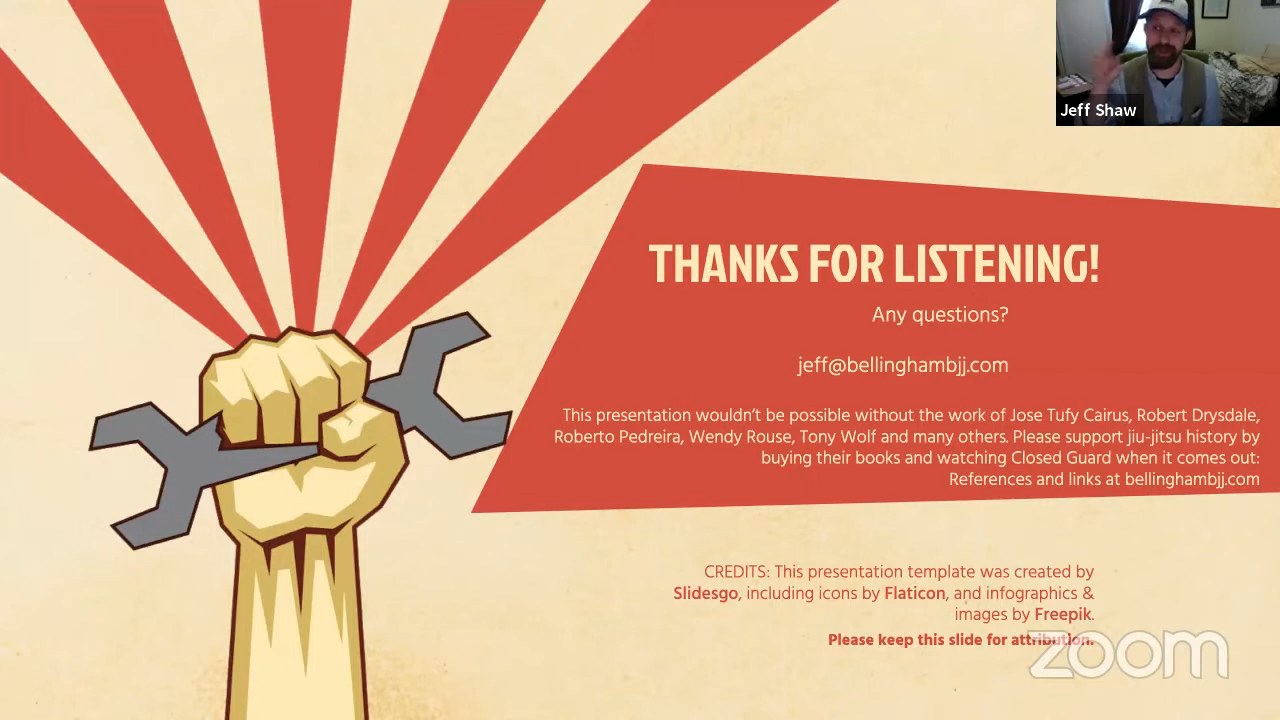 Jeff Shaw
THANKS FOR LISTENING!
Any questions?
jeff@bellinghambjj.com
This presentation wouldn't be possible without the work of Jose Tufy Cairus, Robert Drysdale,
Roberto Pedreira, Wendy Rouse, Tony Wolf and many others. Please support jiu-jitsu history by
buying their books and watching Closed Guard when it comes out:
References and links at bellinghambjj.com
CREDITS: This presentation template was created by
Slidesgo, including icons by Flaticon, and infographics &
images by Freepik.
Please keep this slide for attribution.
zoom